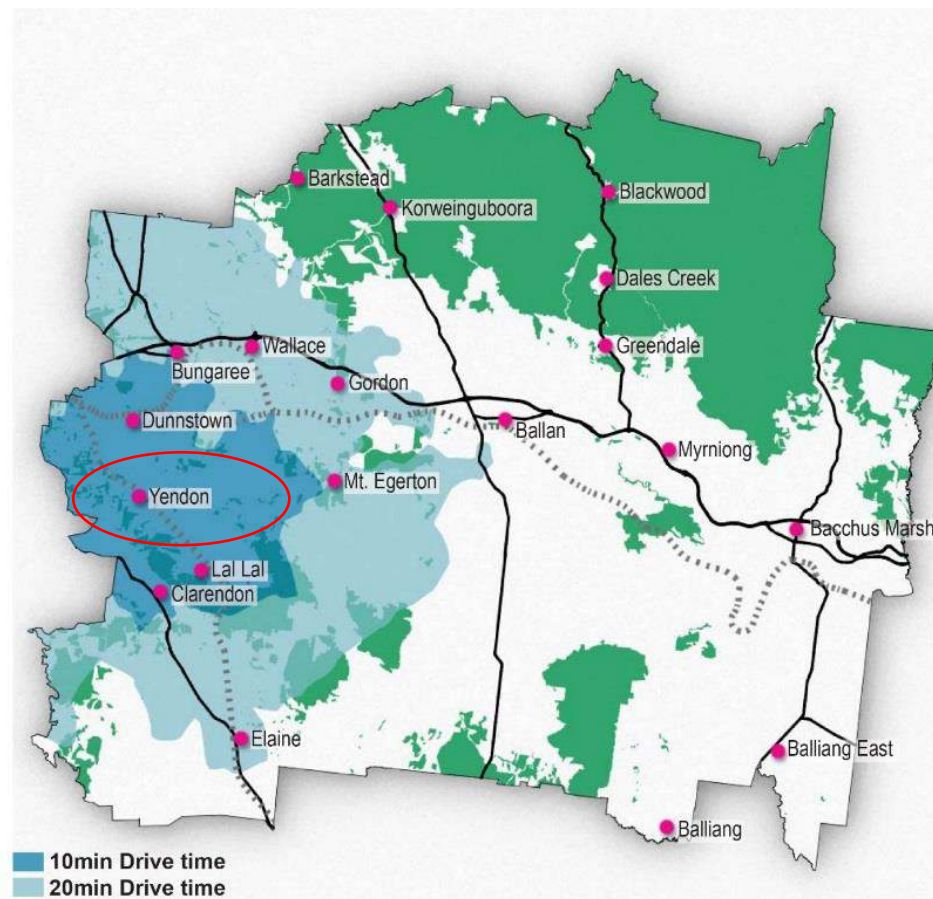 Barkstead
Blackwood
Korweinguboora
Dales Creek
Wallace
Greendale
Bungaree
Gordon
Dunnstown
Ballan
Myrniong
Mt. Egerton
Yendon
Bacchus Marsh
Lal Lal
Clarendon
Elaine
Balliang East
Balliang
10min Drive time
20min Drive time